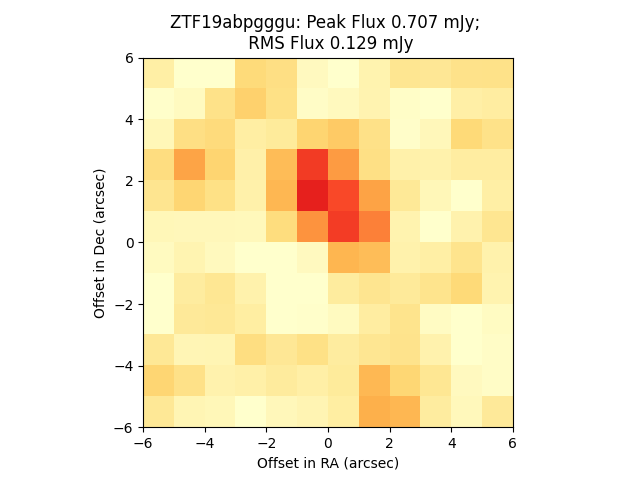 ZTF19abpgggu: Peak Flux 0.707 mJy;
RMS Flux 0.129 mJy
6
4
2
0
−2
−4
−6
Offset in Dec (arcsec)
−6 −4 −2 0 2 4 6
Offset in RA (arcsec)